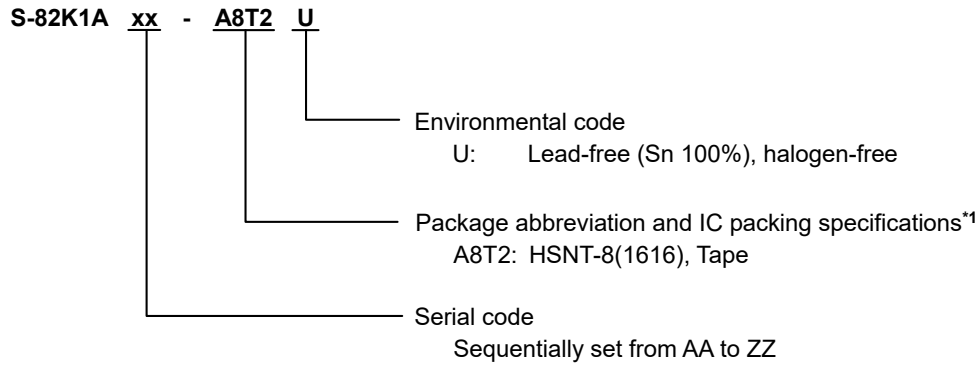 S-82K1A xx - A8T2 U
Environmental code
U: Lead-free (Sn 100%), halogen-free
Package abbreviation and IC packing specifications*1
A8T2: HSNT-8(1616), Tape
Serial code
Sequentially set from AA to ZZ